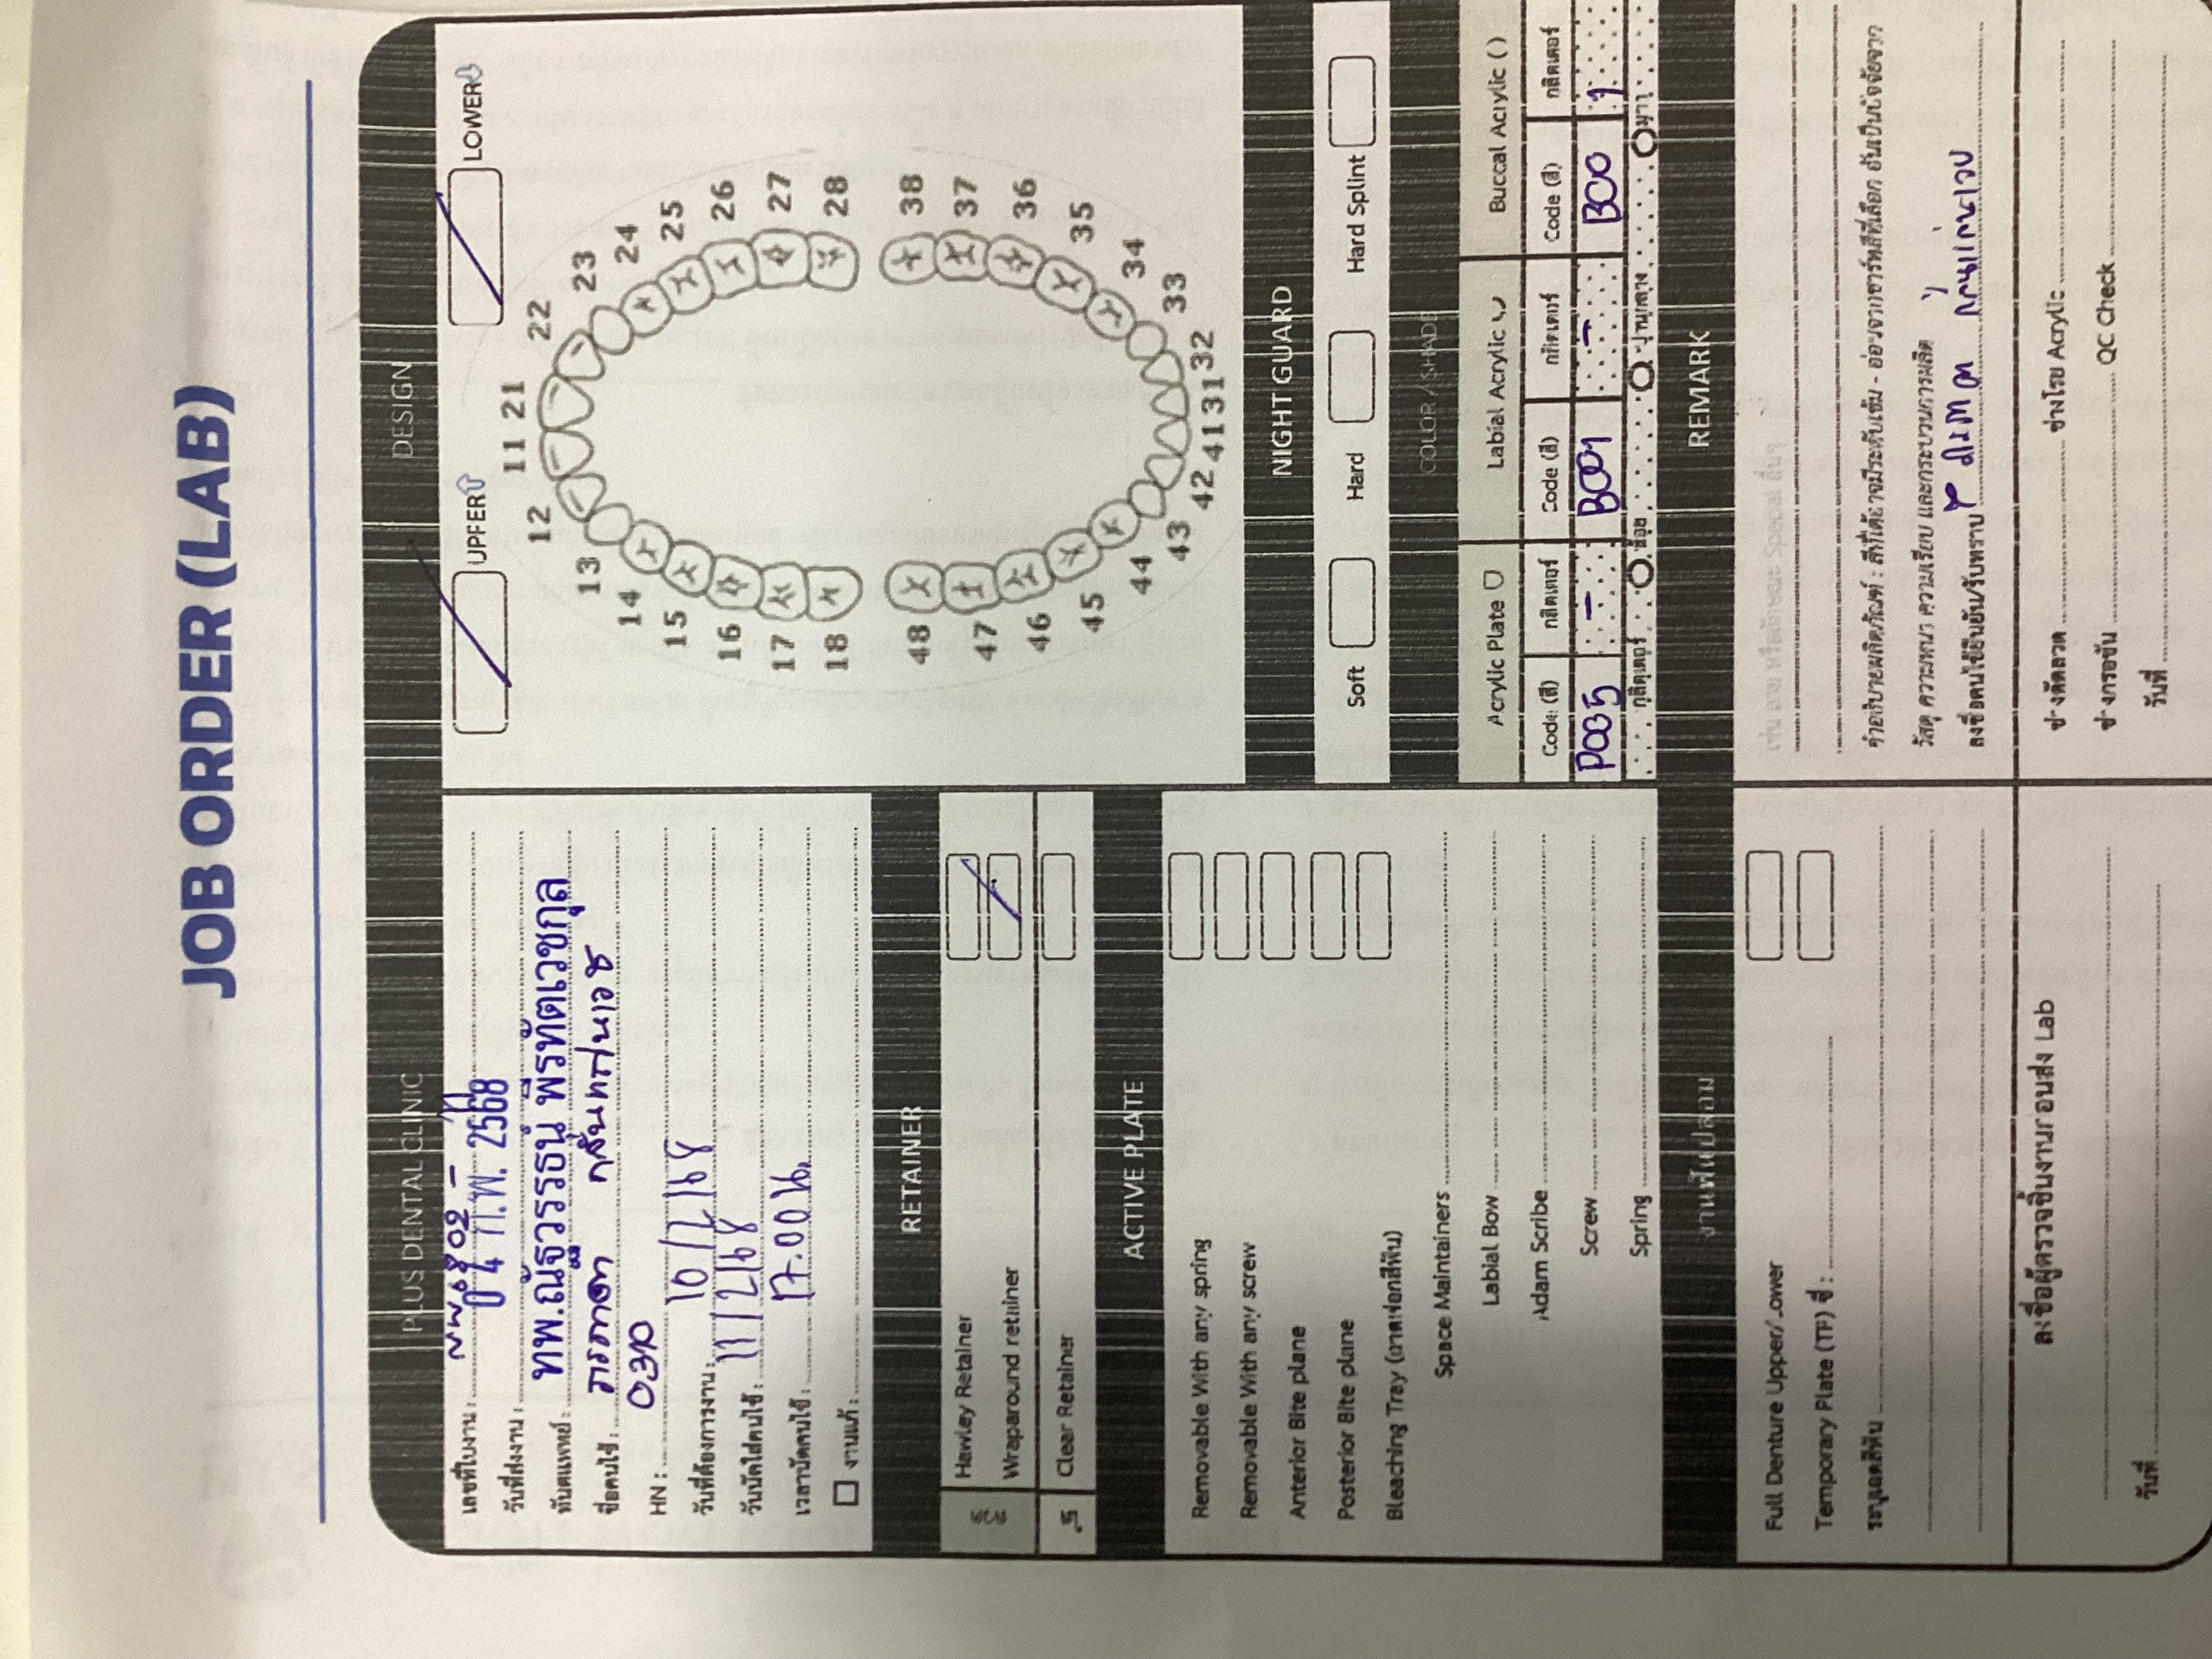 JOB ORDER (LAB)
PLUS DENTAL CLINIC
เลขที่ใบงาน :
วันที่ส่งงาน : 04 ก.พ. 2568
ทันตแพทย์ : ทพ.ณัฐวรรธน์ พีรทัตเวชกุล
ชื่อคนไข้ :
HN :
วันที่ต้องการงาน : 10/2/68
วันนัดใส่คนไข้ : 11/2/68
เวลานัดคนไข้ : 17.00 น.
งานแก้ :
RETAINER
ลวด
Hawley Retainer
Wraparound retainer
ใส
Clear Retainer
ACTIVE PLATE
Removable With any spring
Removable With any screw
Anterior Bite plane
Posterior Bite plane
Bleaching Tray (ถาดฟอกสีฟัน)
Space Maintainers
Labial Bow
Adam Scribe
Screw
Spring
งานฟันปลอม
Full Denture Upper/Lower
Temporary Plate (TP) ซี่ :
ระบุเฉดสีฟัน
ลงชื่อผู้ตรวจชิ้นงานก่อนส่ง Lab
วันที่
DESIGN
UPPER LOWER
11 21
12 22
13 23
14 24
15 25
16 26
17 27
18 28
48 38
47 37
46 36
45 35
44 34
43 33
42 41 31 32
NIGHT GUARD
Soft Hard Hard Splint
COLOR / SHADE
Acrylic Plate Labial Acrylic Buccal Acrylic ( )
Code (สี) กลิตเตอร์ Code (สี) กลิตเตอร์ Code (สี) กลิตเตอร์
P005 - B001 - B00 1
กลิตเตอร์ น้อย ปานกลาง มาก
REMARK
เช่น ลาย หรือลักษณะ Special อื่นๆ
คำอธิบายผลิตภัณฑ์ : สีที่ได้อาจมีระดับเข้ม - อ่อนจากชาร์ทสีที่เลือก อันเป็นปัจจัยจาก
วัสดุ ความหนา ความเรียบ และกระบวนการผลิต
ลงชื่อคนไข้ยืนยัน/รับทราบ
ช่างดัดลวด ช่างโรย Acrylic
ช่างกรอขัน QC Check
วันที่